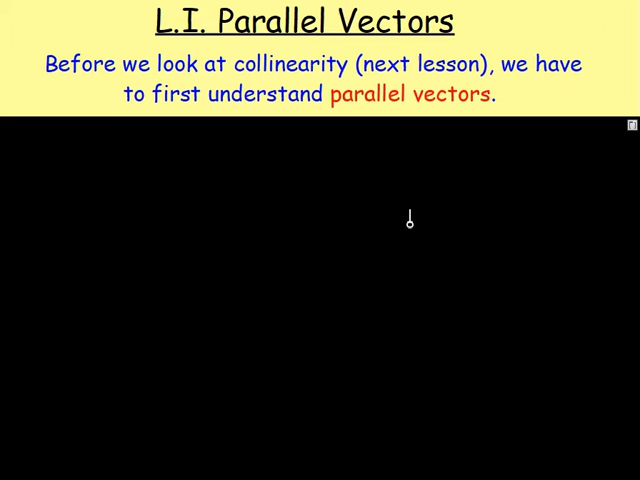 L.I. Parallel Vectors
Before we look at collinearity (next lesson), we have
to first understand parallel vectors.